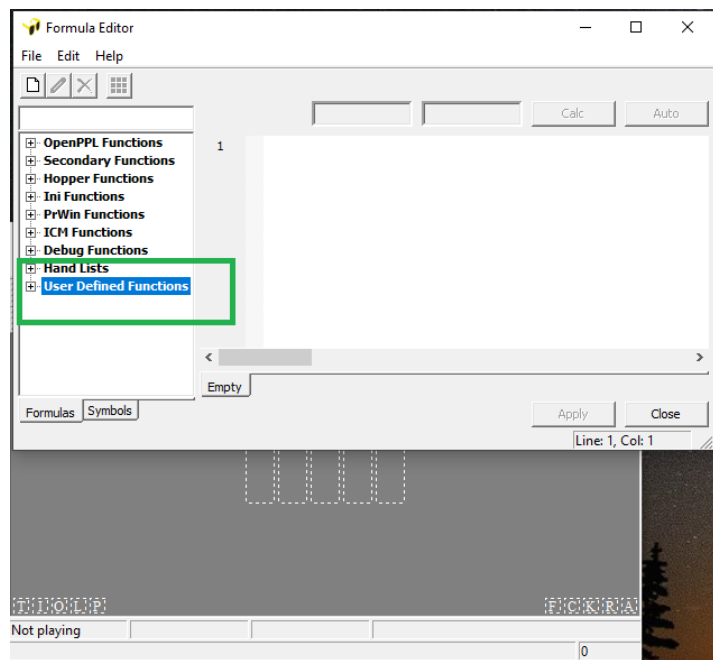 Formula Editor
File Edit Help
Calc Auto
OpenPPL Functions
Secondary Functions
Hopper Functions
Ini Functions
PrWin Functions
ICM Functions
Debug Functions
Hand Lists
User Defined Functions
1
Empty
Formulas Symbols
Apply Close
Line: 1, Col: 1
T I O L P
F C K R A
Not playing
0